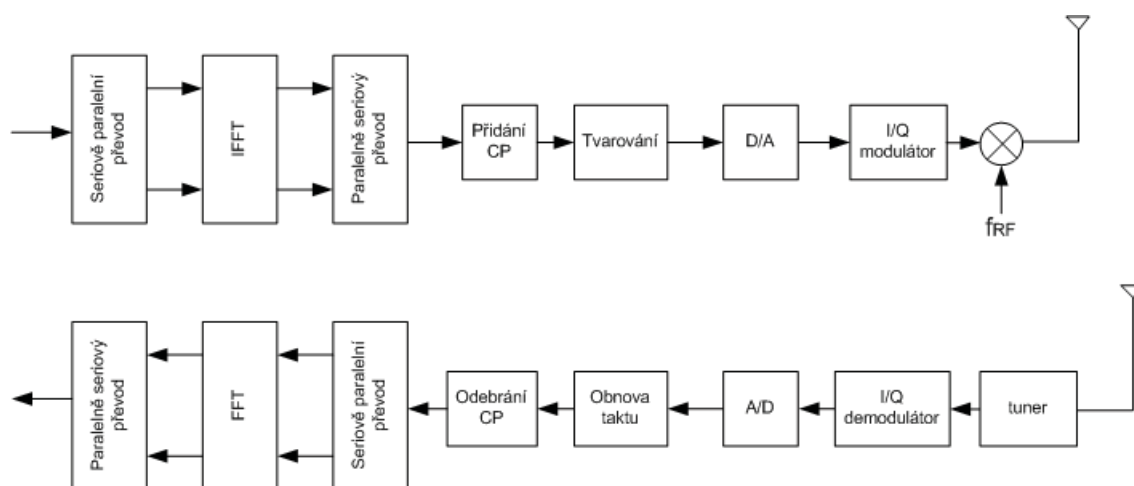 Seriově paralelní
převod
IFFT
Paralelně seriový
převod
Přidání
CP
Tvarování
D/A
I/Q
modulátor
fRF
Paralelně seriový
převod
FFT
Seriově paralelní
převod
Odebrání
CP
Obnova
taktu
A/D
I/Q
demodulátor
tuner